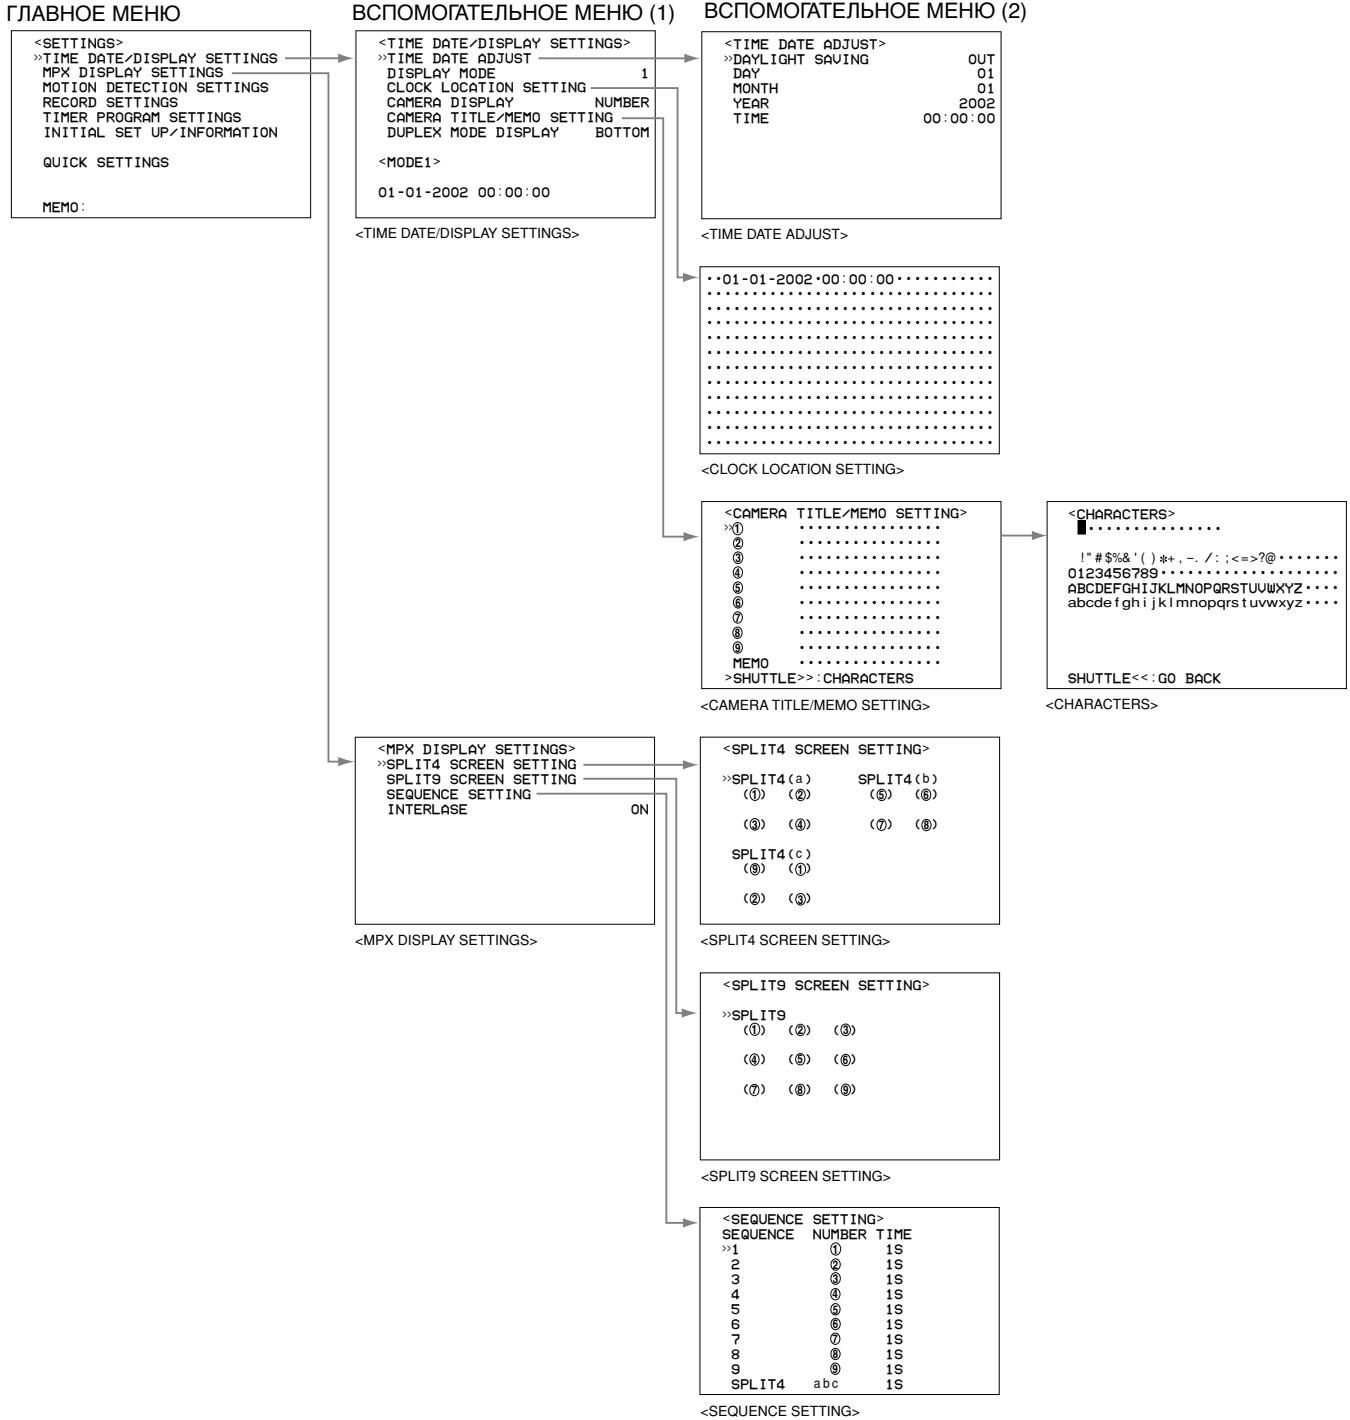 ГЛАВНОЕ МЕНЮ
ВСПОМОГАТЕЛЬНОЕ МЕНЮ (1)
ВСПОМОГАТЕЛЬНОЕ МЕНЮ (2)
<SETTINGS>
»TIME DATE/DISPLAY SETTINGS
MPX DISPLAY SETTINGS
MOTION DETECTION SETTINGS
RECORD SETTINGS
TIMER PROGRAM SETTINGS
INITIAL SET UP/INFORMATION
QUICK SETTINGS
MEMO:
<TIME DATE/DISPLAY SETTINGS>
»TIME DATE ADJUST
DISPLAY MODE 1
CLOCK LOCATION SETTING
CAMERA DISPLAY NUMBER
CAMERA TITLE/MEMO SETTING
DUPLEX MODE DISPLAY BOTTOM
<MODE1>
01-01-2002 00:00:00
<TIME DATE/DISPLAY SETTINGS>
<TIME DATE ADJUST>
»DAYLIGHT SAVING OUT
DAY 01
MONTH 01
YEAR 2002
TIME 00:00:00
<TIME DATE ADJUST>
··01-01-2002·00:00:00···········
································
································
································
································
································
································
································
································
································
································
································
<CLOCK LOCATION SETTING>
<CAMERA TITLE/MEMO SETTING>
»① ················
② ················
③ ················
④ ················
⑤ ················
⑥ ················
⑦ ················
⑧ ················
⑨ ················
MEMO ················
>SHUTTLE>>:CHARACTERS
<CAMERA TITLE/MEMO SETTING>
<CHARACTERS>
█···············
!"#$%&'()*+,-./:;<=>?@·······
0123456789····················
ABCDEFGHIJKLMNOPQRSTUVWXYZ····
abcdefghijklmnopqrstuvwxyz····
SHUTTLE<<:GO BACK
<CHARACTERS>
<MPX DISPLAY SETTINGS>
»SPLIT4 SCREEN SETTING
SPLIT9 SCREEN SETTING
SEQUENCE SETTING
INTERLASE ON
<MPX DISPLAY SETTINGS>
<SPLIT4 SCREEN SETTING>
»SPLIT4(a) SPLIT4(b)
(①) (②) (⑤) (⑥)
(③) (④) (⑦) (⑧)
SPLIT4(c)
(⑨) (①)
(②) (③)
<SPLIT4 SCREEN SETTING>
<SPLIT9 SCREEN SETTING>
»SPLIT9
(①) (②) (③)
(④) (⑤) (⑥)
(⑦) (⑧) (⑨)
<SPLIT9 SCREEN SETTING>
<SEQUENCE SETTING>
SEQUENCE NUMBER TIME
»1 ① 1S
2 ② 1S
3 ③ 1S
4 ④ 1S
5 ⑤ 1S
6 ⑥ 1S
7 ⑦ 1S
8 ⑧ 1S
9 ⑨ 1S
SPLIT4 abc 1S
<SEQUENCE SETTING>